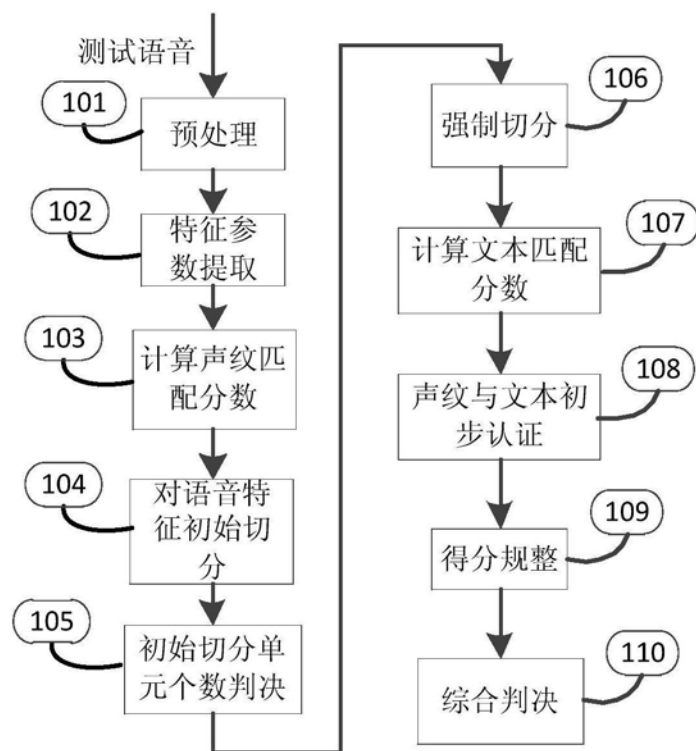 测试语音
101
预处理
102
特征参
数提取
103
计算声纹匹
配分数
104
对语音特
征初始切
分
105
初始切分单
元个数判决
106
强制切分
107
计算文本匹配
分数
108
声纹与文本初
步认证
109
得分规整
110
综合判决